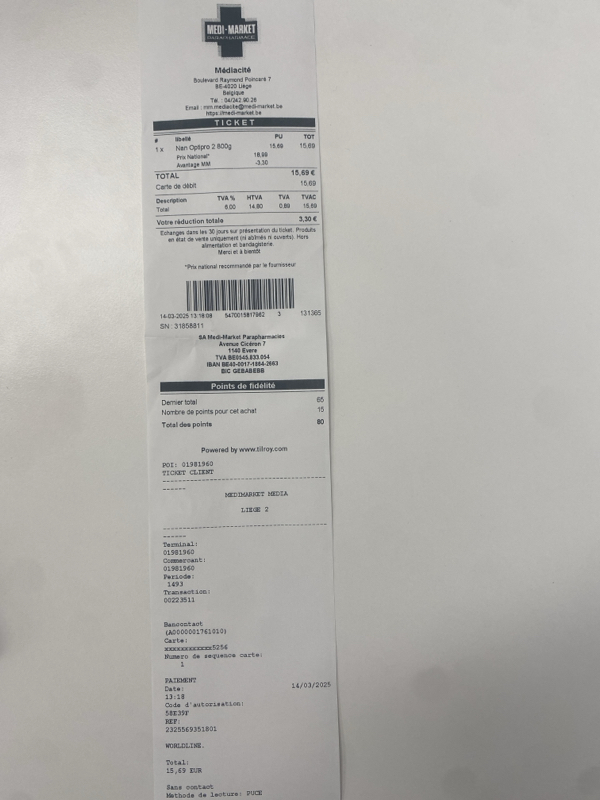 MEDI-MARKET
Médiacité
Boulevard Raymond Poincaré 7
BE-4020 Liège
Belgique
Tél. : 04/242.90.26
Email : mm.mediacite@medi-market.be
https://medi-market.be
TICKET
# libellé PU TOT
1 x Nan Optipro 2 800g 15,69 15,69
Prix National* 18,99
Avantage MM -3,30
TOTAL 15,69 €
Carte de débit 15,69
Description TVA % HTVA TVA TVAC
Total 6,00 14,80 0,89 15,69
Votre réduction totale 3,30 €
Echanges dans les 30 jours sur présentation du ticket. Produits
en état de vente uniquement (ni abîmés ni ouverts). Hors
alimentation et bandagisterie.
Merci et à bientôt
*Prix national recommandé par le fournisseur
14-03-2025 13:18:09 5470015817982 3 131365
SN : 31858811
SA Medi-Market Parapharmacies
Avenue Cicéron 7
1140 Evere
TVA BE0545.833.054
IBAN BE40-0017-1864-2663
BIC GEBABEBB
Points de fidélité
Dernier total 65
Nombre de points pour cet achat 15
Total des points 80
Powered by www.tilroy.com
POI: 01981960
TICKET CLIENT
MEDIMARKET MEDIA
LIEGE 2
Terminal:
01981960
Commercant:
01981960
Periode:
1493
Transaction:
00223511
Bancontact
(A0000001761010)
Carte:
xxxxxxxxxxxx5256
Numero de sequence carte:
1
PAIEMENT
Date: 14/03/2025
13:18
Code d'autorisation:
58E39F
REF:
2325569351801
WORLDLINE.
Total:
15,69 EUR
Sans contact
Methode de lecture: PUCE